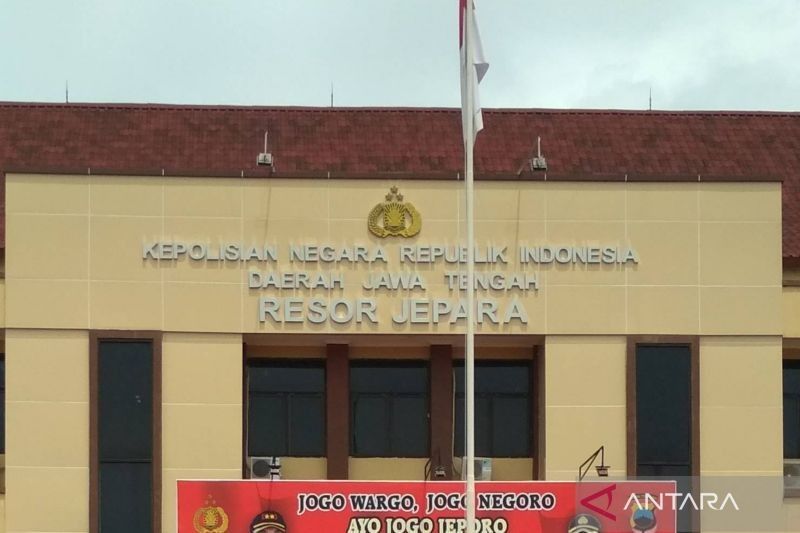 KEPOLISIAN NEGARA REPUBLIK INDONESIA
DAERAH JAWA TENGAH
RESOR JEPARA
JOGO WARGO, JOGO NEGORO
AYO JOGO JEPORO
ANTARA